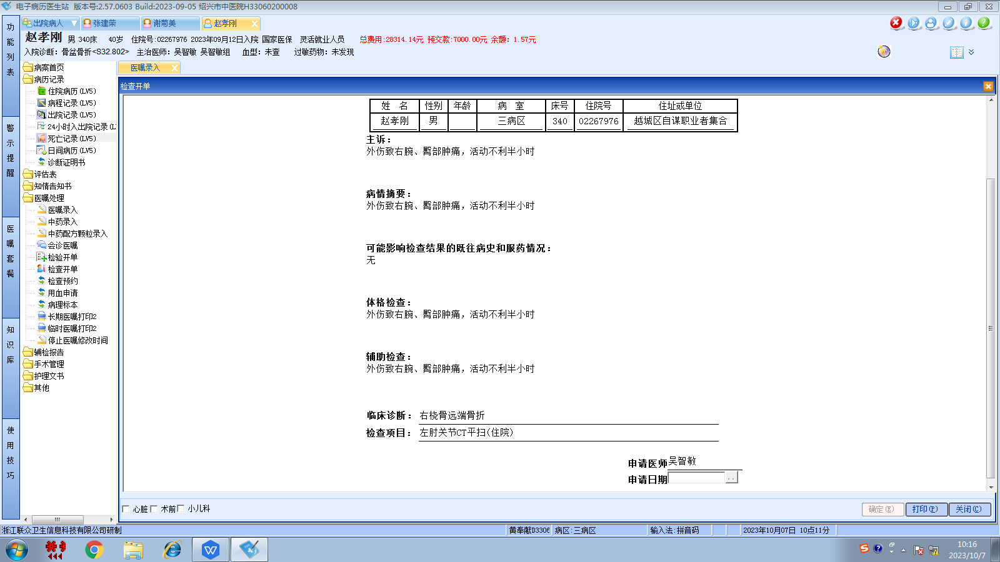 电子病历医生站 版本号:2.57.0603 Build:2023-09-05 绍兴市中医院H33060200008
出院病人 张建荣 谢菊美 赵孝刚
赵孝刚 男 340床 40岁 住院号:02267976 2023年09月12日入院 国家医保 灵活就业人员 总费用:28314.14元 预交款:7000.00元 余额: 1.57元
入院诊断: 骨盆骨折<S32.802> 主治医师: 吴智敏 吴智敏组 血型: 未查 过敏药物: 未发现
功能列表
警示提醒
医嘱套餐
知识库
使用技巧
病案首页
病历记录
住院病历(LV5)
病程记录(LV5)
出院记录(LV5)
24小时入出院记录(L
死亡记录(LV5)
日间病历(LV5)
诊断证明书
评估表
知情告知书
医嘱处理
医嘱录入
中药录入
中药配方颗粒录入
会诊医嘱
检验开单
检查开单
检查预约
用血申请
病理标本
长期医嘱打印2
临时医嘱打印2
停止医嘱修改时间
辅检报告
手术管理
护理文书
其他
医嘱录入
检查开单
姓 名 性别 年龄 病 室 床号 住院号 住址或单位
赵孝刚 男 三病区 340 02267976 越城区自谋职业者集合
主诉:
外伤致右腕、臀部肿痛，活动不利半小时
病情摘要:
外伤致右腕、臀部肿痛，活动不利半小时
可能影响检查结果的既往病史和服药情况:
无
体格检查:
外伤致右腕、臀部肿痛，活动不利半小时
辅助检查:
外伤致右腕、臀部肿痛，活动不利半小时
临床诊断: 右桡骨远端骨折
检查项目: 左肘关节CT平扫(住院)
申请医师 吴智敏
申请日期 ..
心脏 术前 小儿科
确定(E) 打印(P) 关闭(C)
浙江联众卫生信息科技有限公司研制 黄奉献D3306 病区:三病区 输入法:拼音码 2023年10月07日 10点11分
10:16
2023/10/7